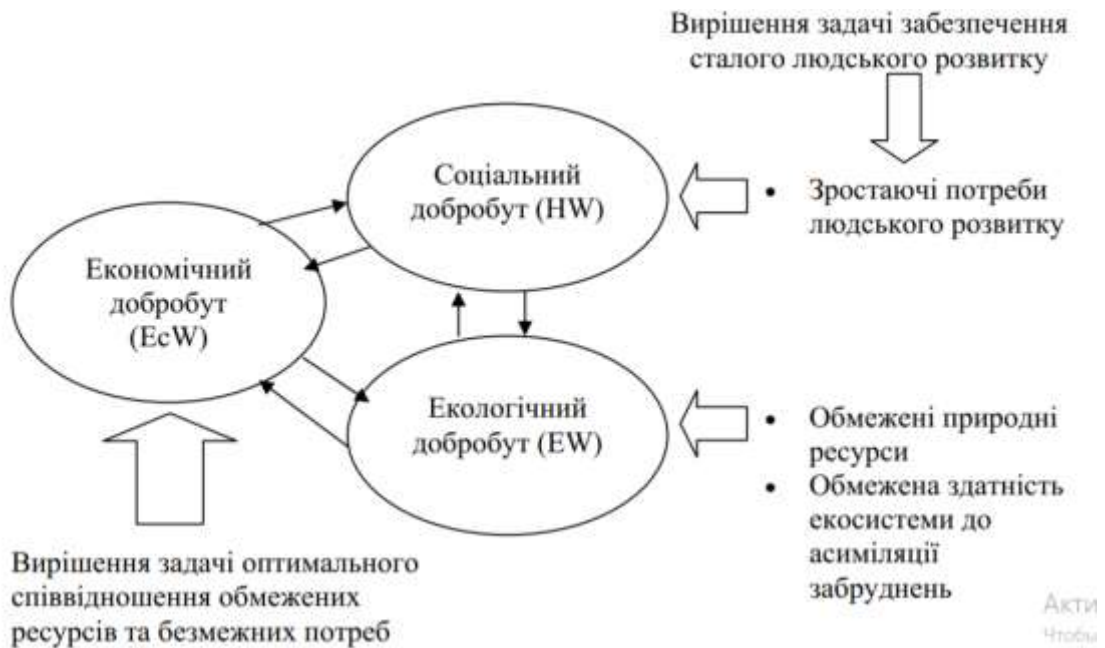 Вирішення задачі забезпечення
сталого людського розвитку
Соціальний
добробут (HW)
• Зростаючі потреби
людського розвитку
Економічний
добробут
(EcW)
Екологічний
добробут (EW)
• Обмежені природні
ресурси
• Обмежена здатність
екосистеми до
асиміляції
забруднень
Вирішення задачі оптимального
співвідношення обмежених
ресурсів та безмежних потреб
Акти
Чтобы